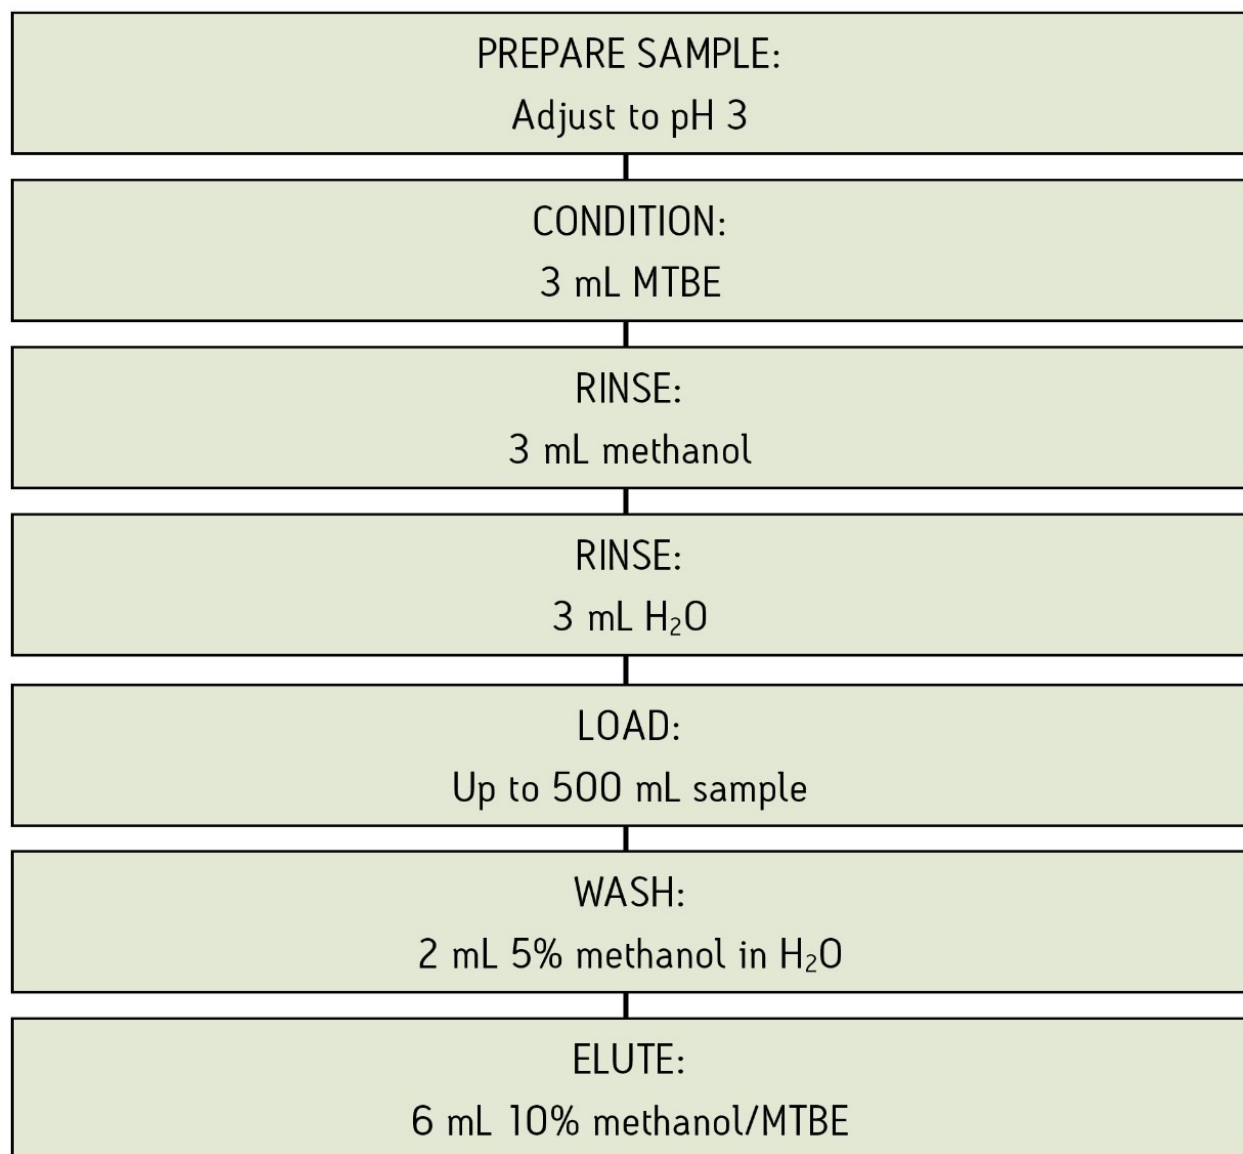 PREPARE SAMPLE:
Adjust to pH 3
CONDITION:
3 mL MTBE
RINSE:
3 mL methanol
RINSE:
3 mL H₂O
LOAD:
Up to 500 mL sample
WASH:
2 mL 5% methanol in H₂O
ELUTE:
6 mL 10% methanol/MTBE